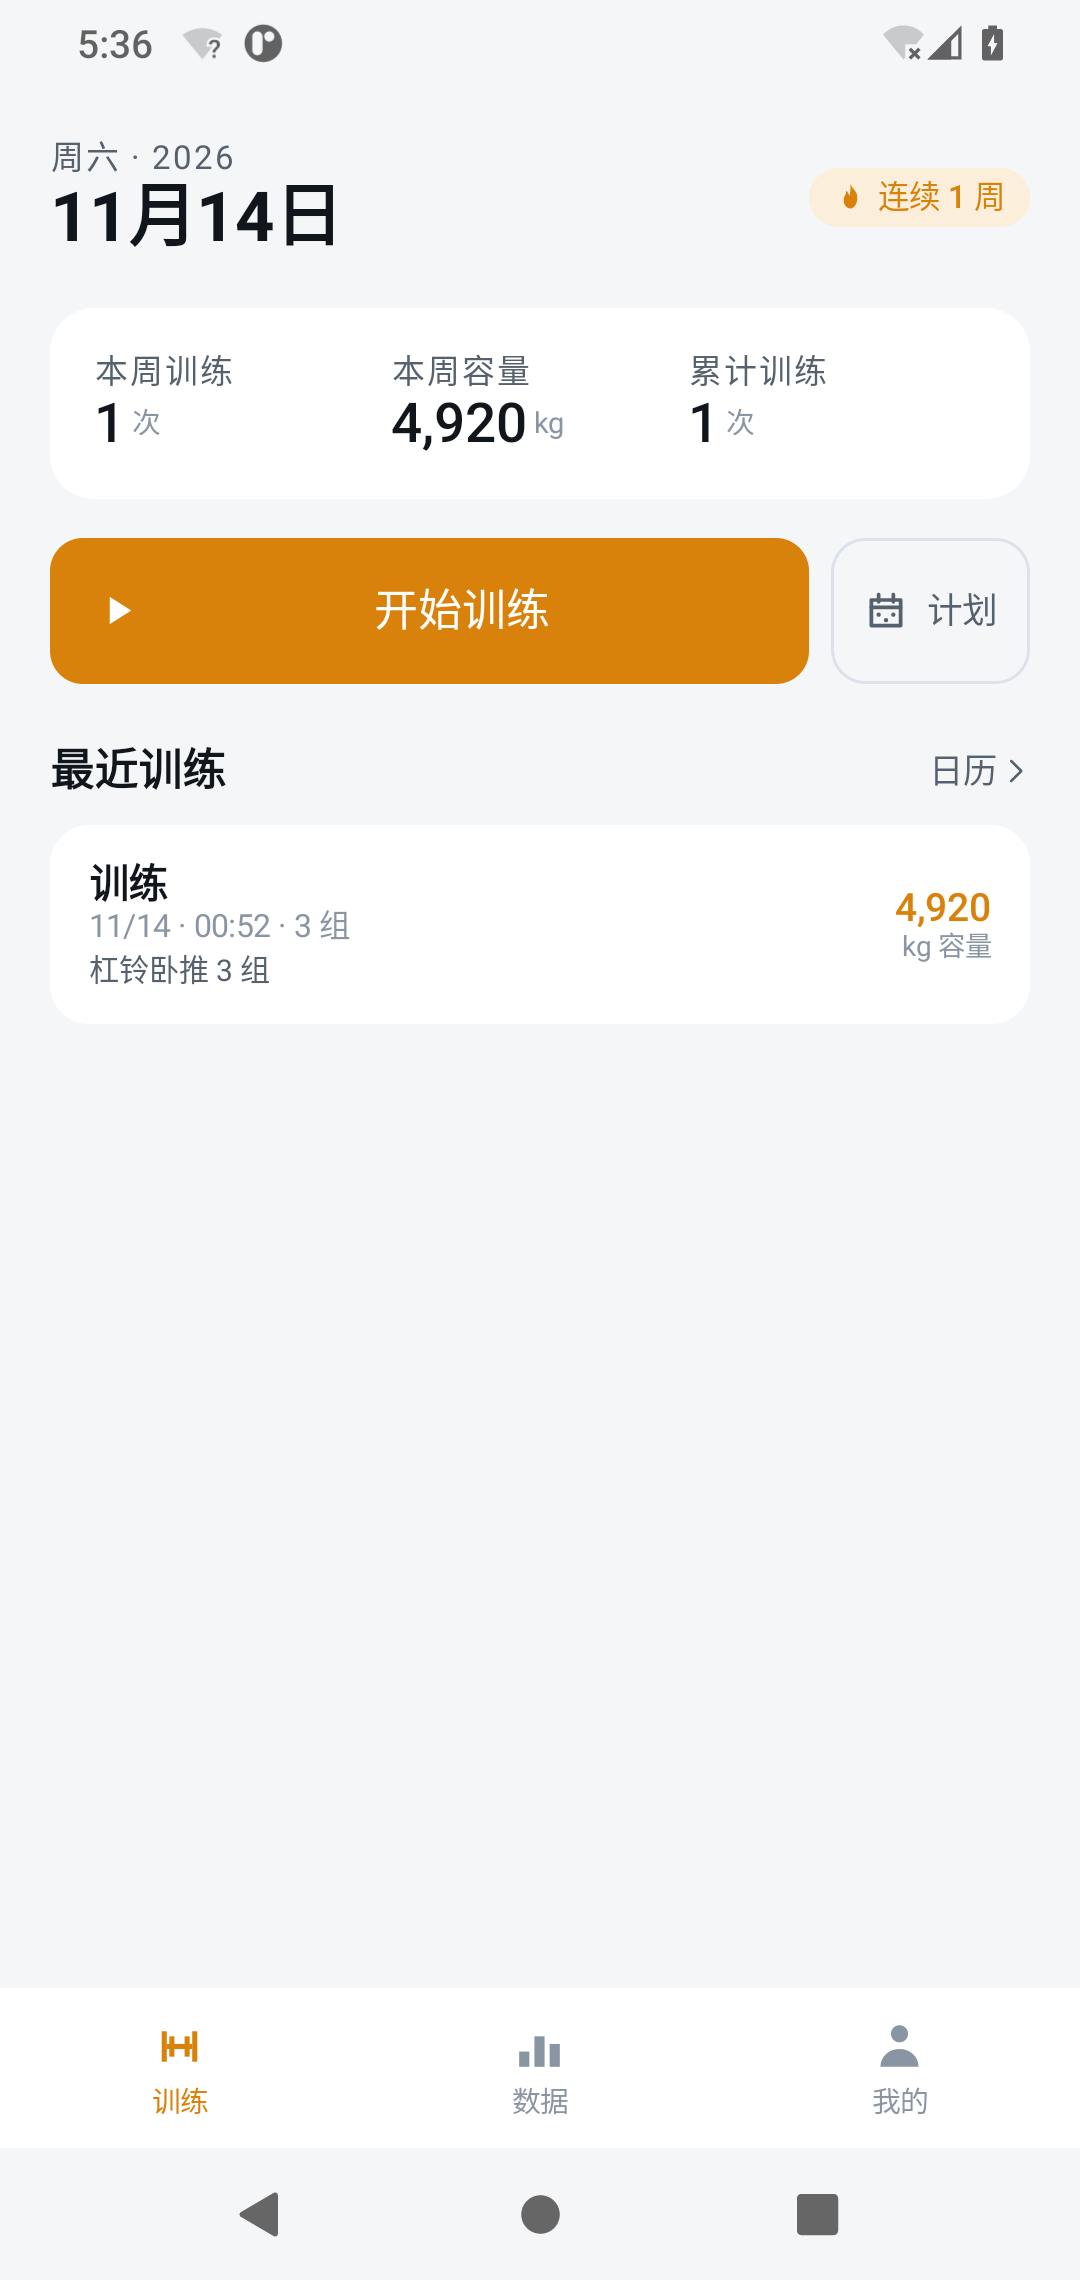 5:36
周六 · 2026
11月14日
连续 1 周
本周训练
本周容量
累计训练
1 次
4,920 kg
1 次
开始训练
计划
最近训练
日历
训练
11/14 · 00:52 · 3 组
杠铃卧推 3 组
4,920
kg 容量
训练
数据
我的